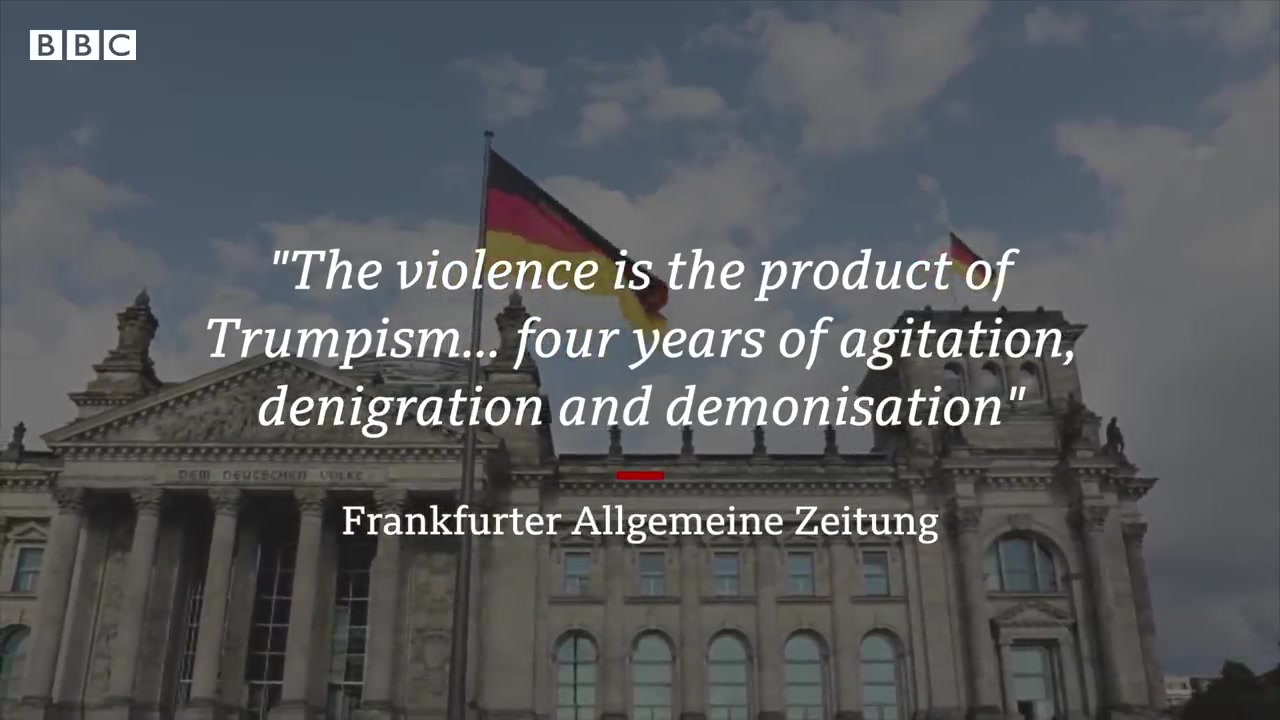 BBC
"The violence is the product of
Trumpism... four years of agitation,
denigration and demonisation"
DEM DEUTSCHEN VOLKE
Frankfurter Allgemeine Zeitung